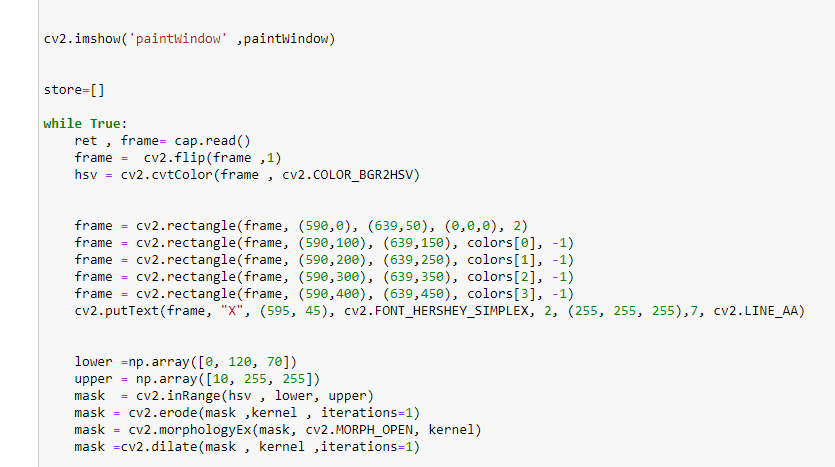 cv2.imshow('paintWindow' ,paintWindow)
store=[]
while True:
    ret , frame= cap.read()
    frame =  cv2.flip(frame ,1)
    hsv = cv2.cvtColor(frame , cv2.COLOR_BGR2HSV)
    frame = cv2.rectangle(frame, (590,0), (639,50), (0,0,0), 2)
    frame = cv2.rectangle(frame, (590,100), (639,150), colors[0], -1)
    frame = cv2.rectangle(frame, (590,200), (639,250), colors[1], -1)
    frame = cv2.rectangle(frame, (590,300), (639,350), colors[2], -1)
    frame = cv2.rectangle(frame, (590,400), (639,450), colors[3], -1)
    cv2.putText(frame, "X", (595, 45), cv2.FONT_HERSHEY_SIMPLEX, 2, (255, 255, 255),7, cv2.LINE_AA)
    lower =np.array([0, 120, 70])
    upper = np.array([10, 255, 255])
    mask  = cv2.inRange(hsv , lower, upper)
    mask = cv2.erode(mask ,kernel , iterations=1)
    mask = cv2.morphologyEx(mask, cv2.MORPH_OPEN, kernel)
    mask =cv2.dilate(mask , kernel ,iterations=1)